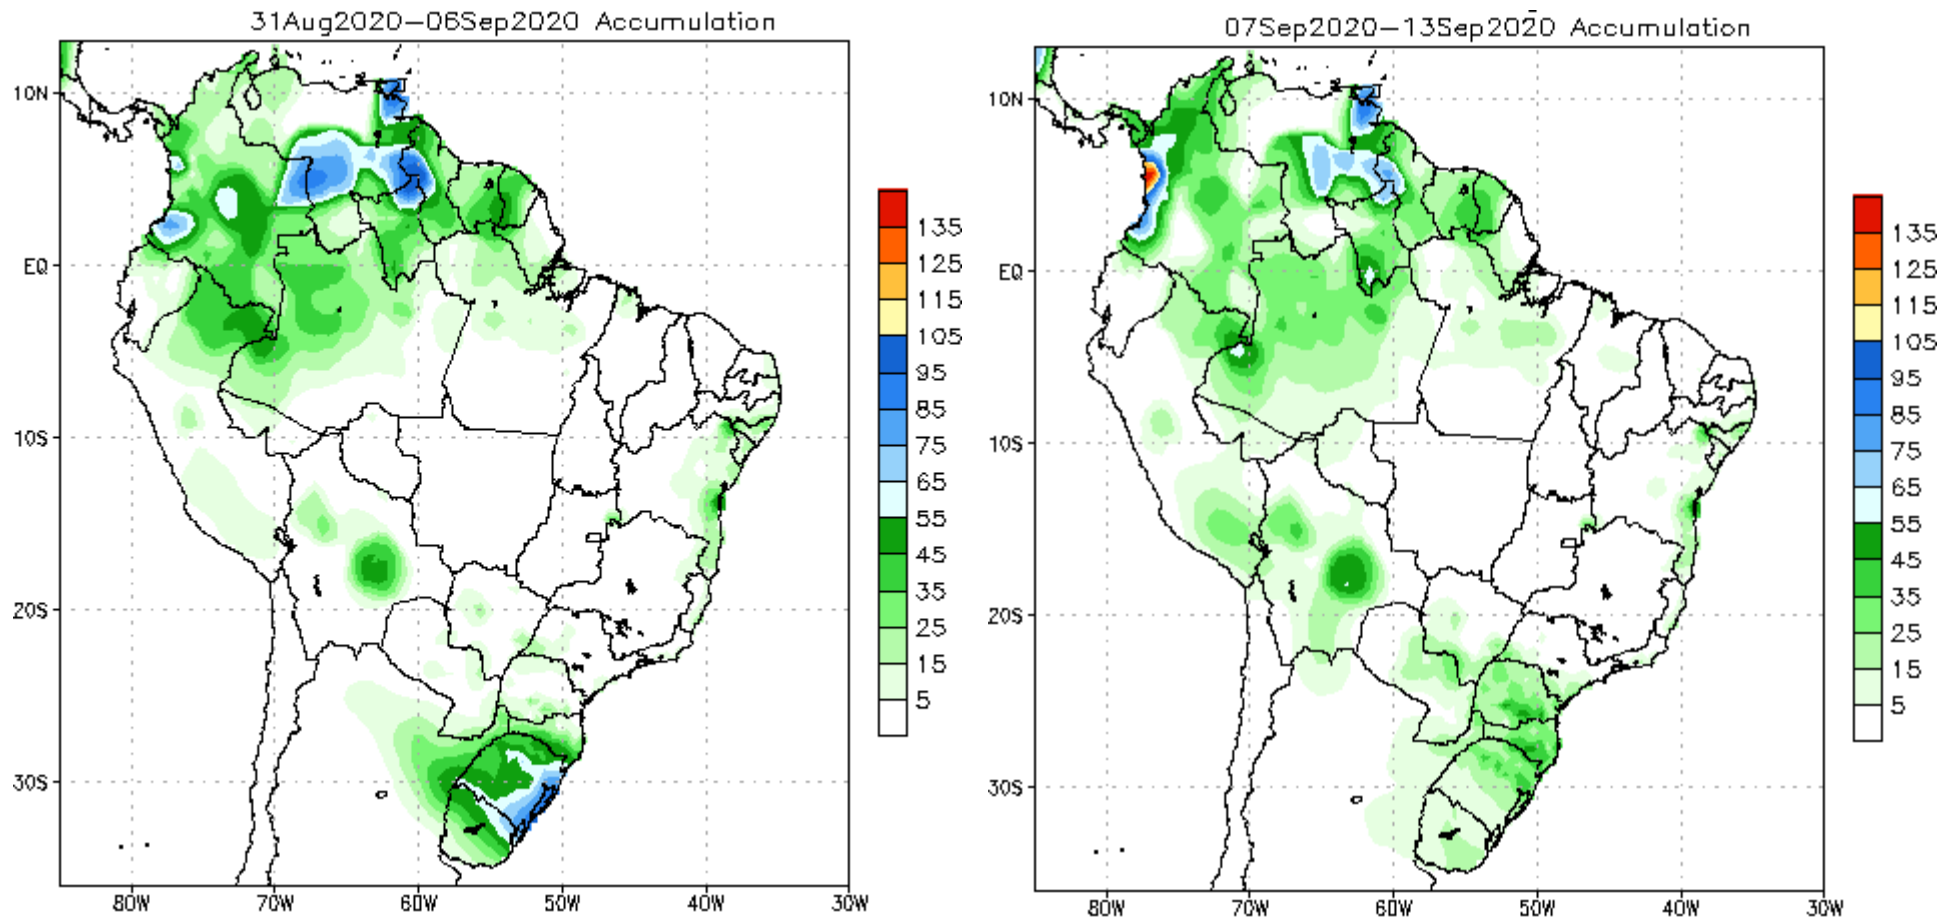 31Aug2020–06Sep2020 Accumulation
10N
EQ
10S
20S
30S
80W 70W 60W 50W 40W 30W
135
125
115
105
95
85
75
65
55
45
35
25
15
5
07Sep2020–13Sep2020 Accumulation
10N
EQ
10S
20S
30S
80W 70W 60W 50W 40W 30W
135
125
115
105
95
85
75
65
55
45
35
25
15
5